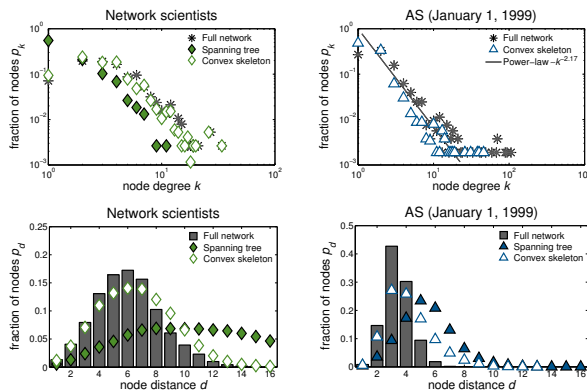 Network scientists
fraction of nodes p_k
10^0
10^-1
10^-2
10^-3
10^0
10^1
10^2
node degree k
Full network
Spanning tree
Convex skeleton
AS (January 1, 1999)
fraction of nodes p_k
10^0
10^-1
10^-2
10^-3
10^0
10^1
10^2
10
node degree k
Full network
Convex skeleton
Power-law ~k^-2.17
Network scientists
fraction of nodes p_d
0.25
0.2
0.15
0.1
0.05
0
2 4 6 8 10 12 14 16
node distance d
Full network
Spanning tree
Convex skeleton
AS (January 1, 1999)
fraction of nodes p_d
0.5
0.4
0.3
0.2
0.1
0
2 4 6 8 10 12 14 16
node distance d
Full network
Spanning tree
Convex skeleton